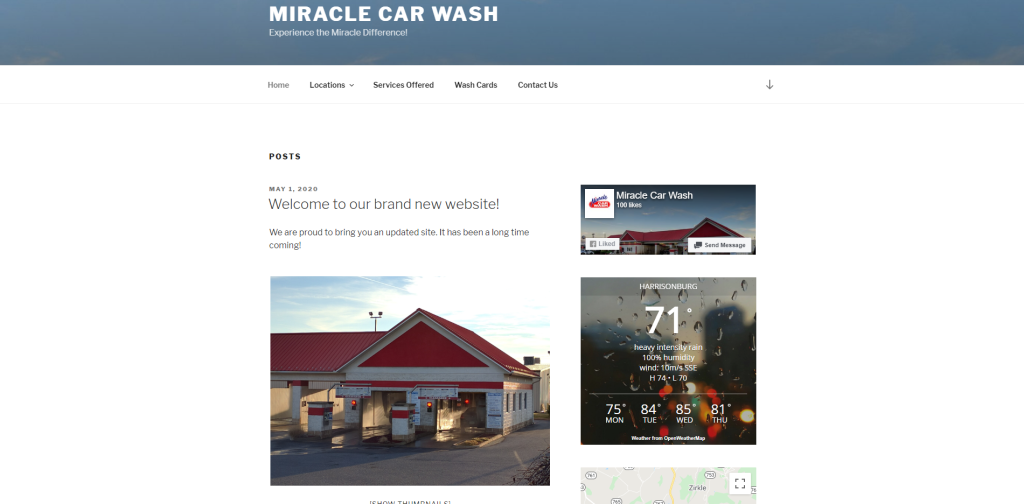 MIRACLE CAR WASH
Experience the Miracle Difference!
Home Locations Services Offered Wash Cards Contact Us
POSTS
MAY 1, 2020
Welcome to our brand new website!
We are proud to bring you an updated site. It has been a long time
coming!
Miracle Car Wash
100 likes
Liked
Send Message
HARRISONBURG
71°
heavy intensity rain
100% humidity
wind: 10m/s SSE
H 74 • L 70
75° 84° 85° 81°
MON TUE WED THU
Weather from OpenWeatherMap
761
753
Zirkle
765
[SHOW THUMBNAILS]